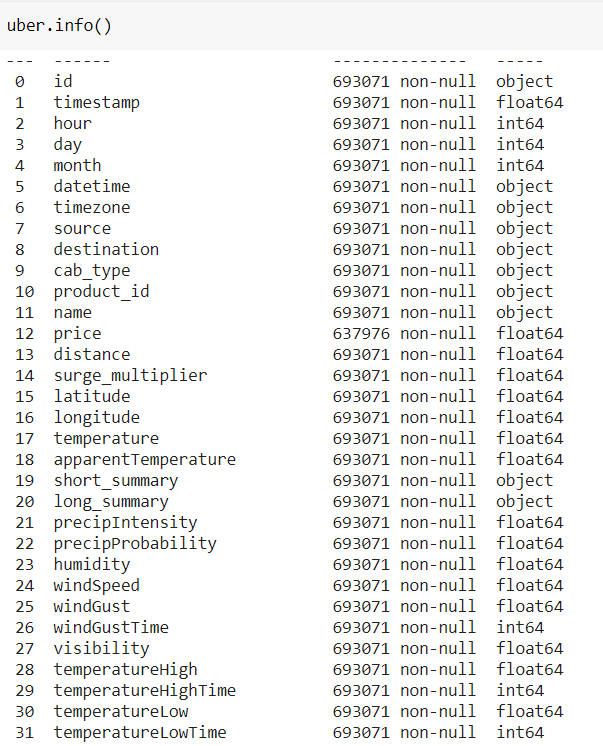 uber.info()
--- ------ -------------- -----
0 id 693071 non-null object
1 timestamp 693071 non-null float64
2 hour 693071 non-null int64
3 day 693071 non-null int64
4 month 693071 non-null int64
5 datetime 693071 non-null object
6 timezone 693071 non-null object
7 source 693071 non-null object
8 destination 693071 non-null object
9 cab_type 693071 non-null object
10 product_id 693071 non-null object
11 name 693071 non-null object
12 price 637976 non-null float64
13 distance 693071 non-null float64
14 surge_multiplier 693071 non-null float64
15 latitude 693071 non-null float64
16 longitude 693071 non-null float64
17 temperature 693071 non-null float64
18 apparentTemperature 693071 non-null float64
19 short_summary 693071 non-null object
20 long_summary 693071 non-null object
21 precipIntensity 693071 non-null float64
22 precipProbability 693071 non-null float64
23 humidity 693071 non-null float64
24 windSpeed 693071 non-null float64
25 windGust 693071 non-null float64
26 windGustTime 693071 non-null int64
27 visibility 693071 non-null float64
28 temperatureHigh 693071 non-null float64
29 temperatureHighTime 693071 non-null int64
30 temperatureLow 693071 non-null float64
31 temperatureLowTime 693071 non-null int64